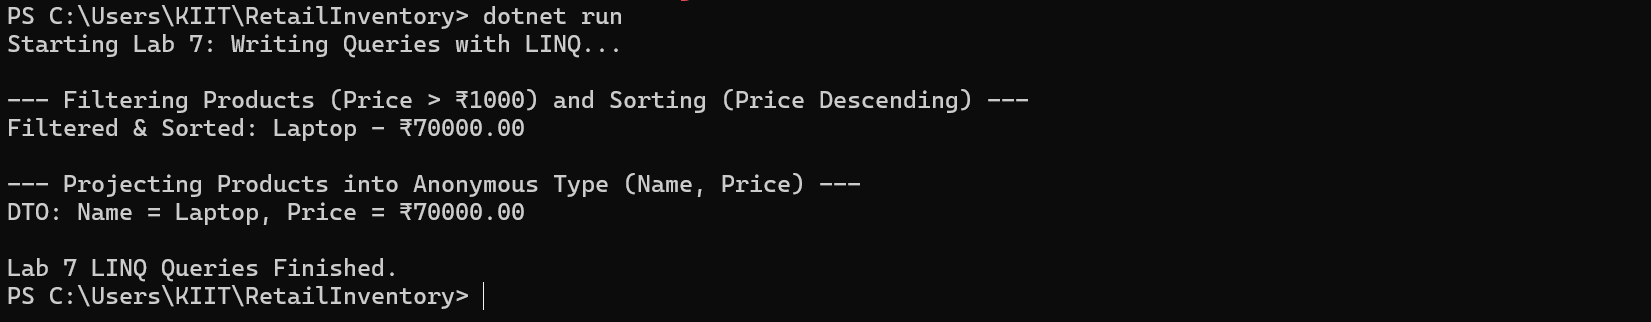 PS C:\Users\KIIT\RetailInventory> dotnet run
Starting Lab 7: Writing Queries with LINQ...
--- Filtering Products (Price > ₹1000) and Sorting (Price Descending) ---
Filtered & Sorted: Laptop - ₹70000.00
--- Projecting Products into Anonymous Type (Name, Price) ---
DTO: Name = Laptop, Price = ₹70000.00
Lab 7 LINQ Queries Finished.
PS C:\Users\KIIT\RetailInventory>